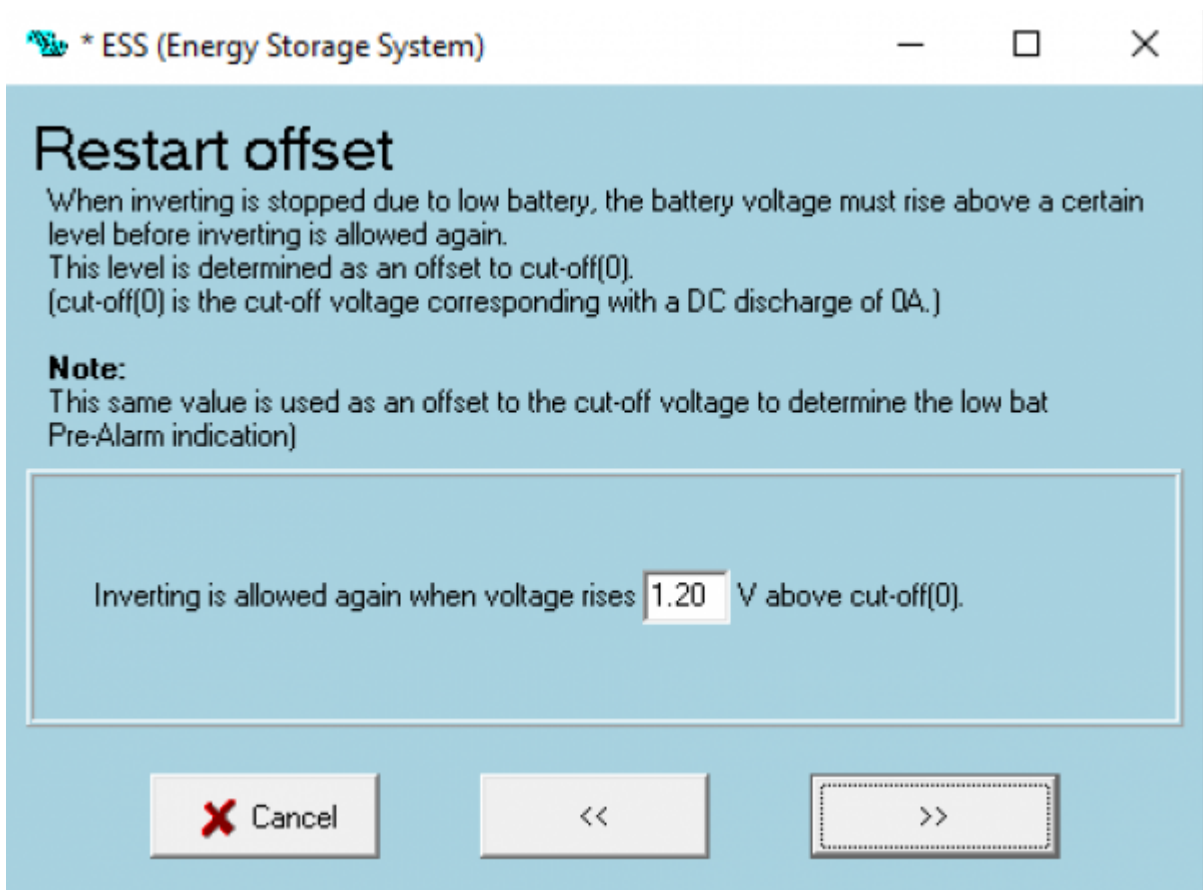 * ESS (Energy Storage System)
Restart offset
When inverting is stopped due to low battery, the battery voltage must rise above a certain
level before inverting is allowed again.
This level is determined as an offset to cut-off(0).
(cut-off(0) is the cut-off voltage corresponding with a DC discharge of 0A.)
Note:
This same value is used as an offset to the cut-off voltage to determine the low bat
Pre-Alarm indication)
Inverting is allowed again when voltage rises 1.20 V above cut-off(0).
Cancel << >>